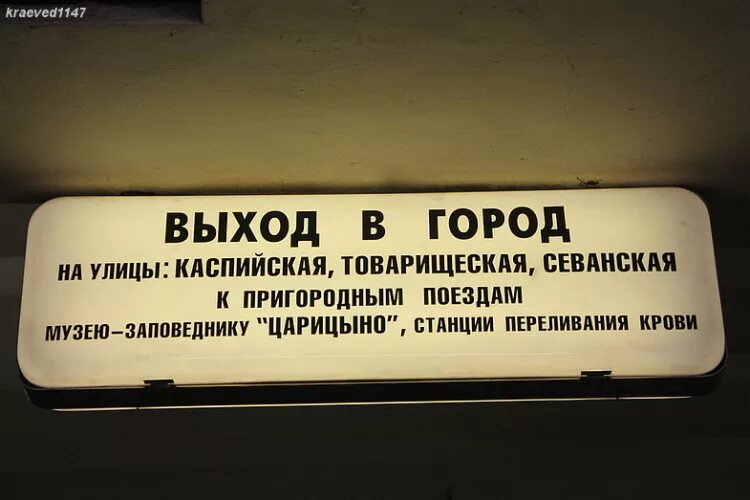 kraeved1147
ВЫХОД В ГОРОД
НА УЛИЦЫ: КАСПИЙСКАЯ, ТОВАРИЩЕСКАЯ, СЕВАНСКАЯ
К ПРИГОРОДНЫМ ПОЕЗДАМ
МУЗЕЮ–ЗАПОВЕДНИКУ "ЦАРИЦЫНО", СТАНЦИИ ПЕРЕЛИВАНИЯ КРОВИ